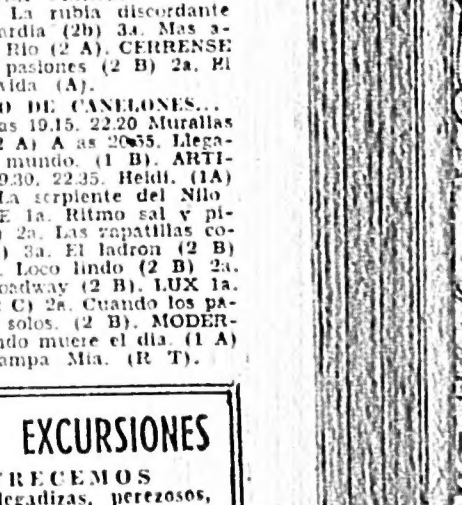 La rubia discordante
ardia (2b) 3a. Mas a-
Rio (2 A). CERRENSE
pasiones (2 B) 2a. El
vida (A).
O DE CANELONES...
as 19.15. 22.20 Murallas
2 A) A as 20.35. Llega-
mundo. (1 B). ARTI-
9.30. 22.35. Heidi. (1A)
La serpiente del Nilo
E 1a. Ritmo sal y pi-
) 2a. Las zapatillas co-
) 3a. El ladron (2 B)
. Loco lindo (2 B) 2a.
oadway (2 B). LUX 1a.
C) 2a. Cuando los pa-
solos. (2 B). MODER-
ndo muere el dia. (1 A)
ampa Mia. (R T).
EXCURSIONES
FRECEMOS
legadizas, perezosos,